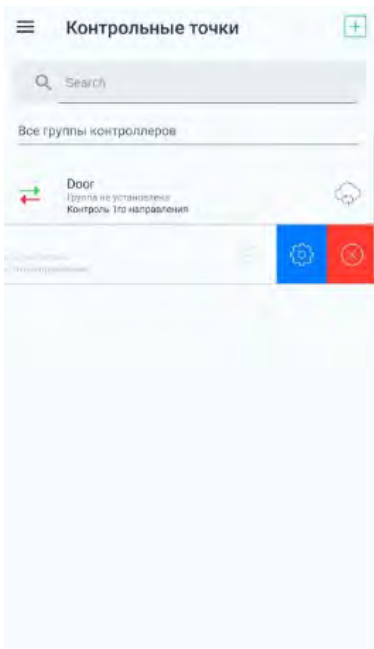 Контрольные точки
Search
Все группы контроллеров
Door
Группа не установлена
Контроль 1го направления